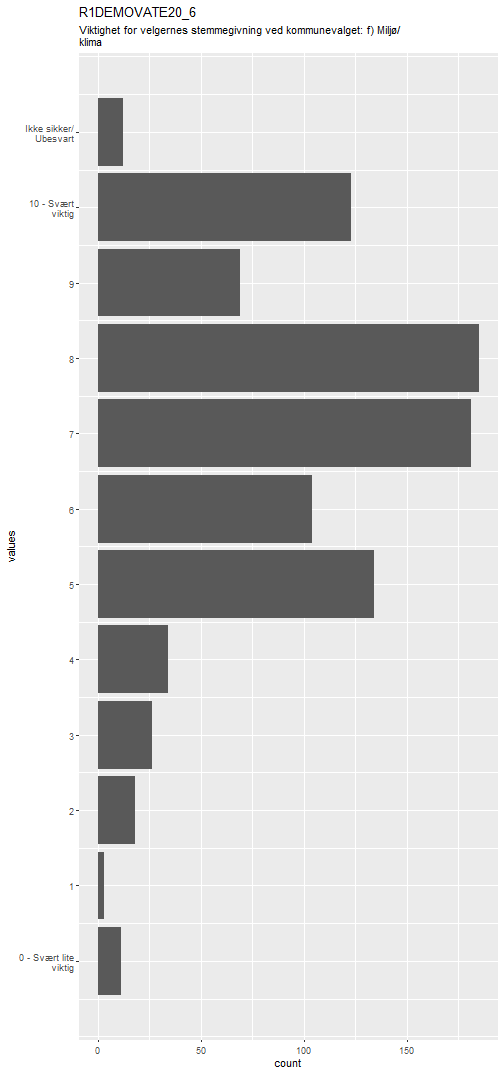 R1DEMOVATE20_6
Viktighet for velgernes stemmegivning ved kommunevalget: f) Miljø/
klima
Ikke sikker/
Ubesvart
10 - Svært
viktig
9
8
7
6
5
4
3
2
1
0 - Svært lite
viktig
values
0
50
100
150
count